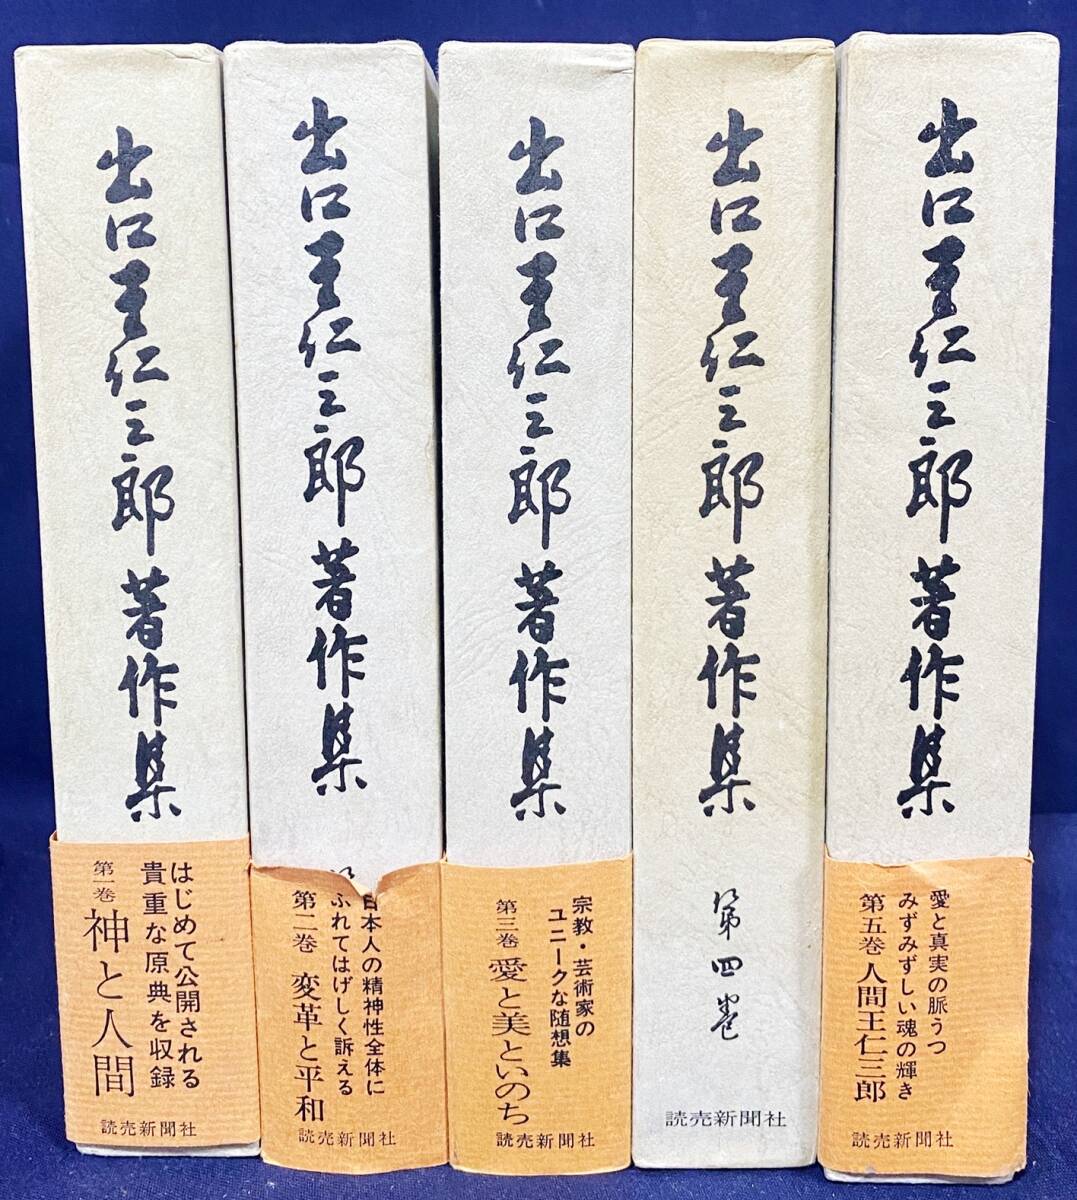 出口王仁三郎著作集
はじめて公開される
貴重な原典を収録
第一巻 神と人間
読売新聞社
出口王仁三郎著作集
日本人の精神性全体に
ふれてはげしく訴える
第二巻 変革と平和
読売新聞社
出口王仁三郎著作集
宗教・芸術家の
ユニークな随想集
第三巻 愛と美といのち
読売新聞社
出口王仁三郎著作集
第四巻
読売新聞社
出口王仁三郎著作集
愛と真実の脈うつ
みずみずしい魂の輝き
第五巻 人間王仁三郎
読売新聞社